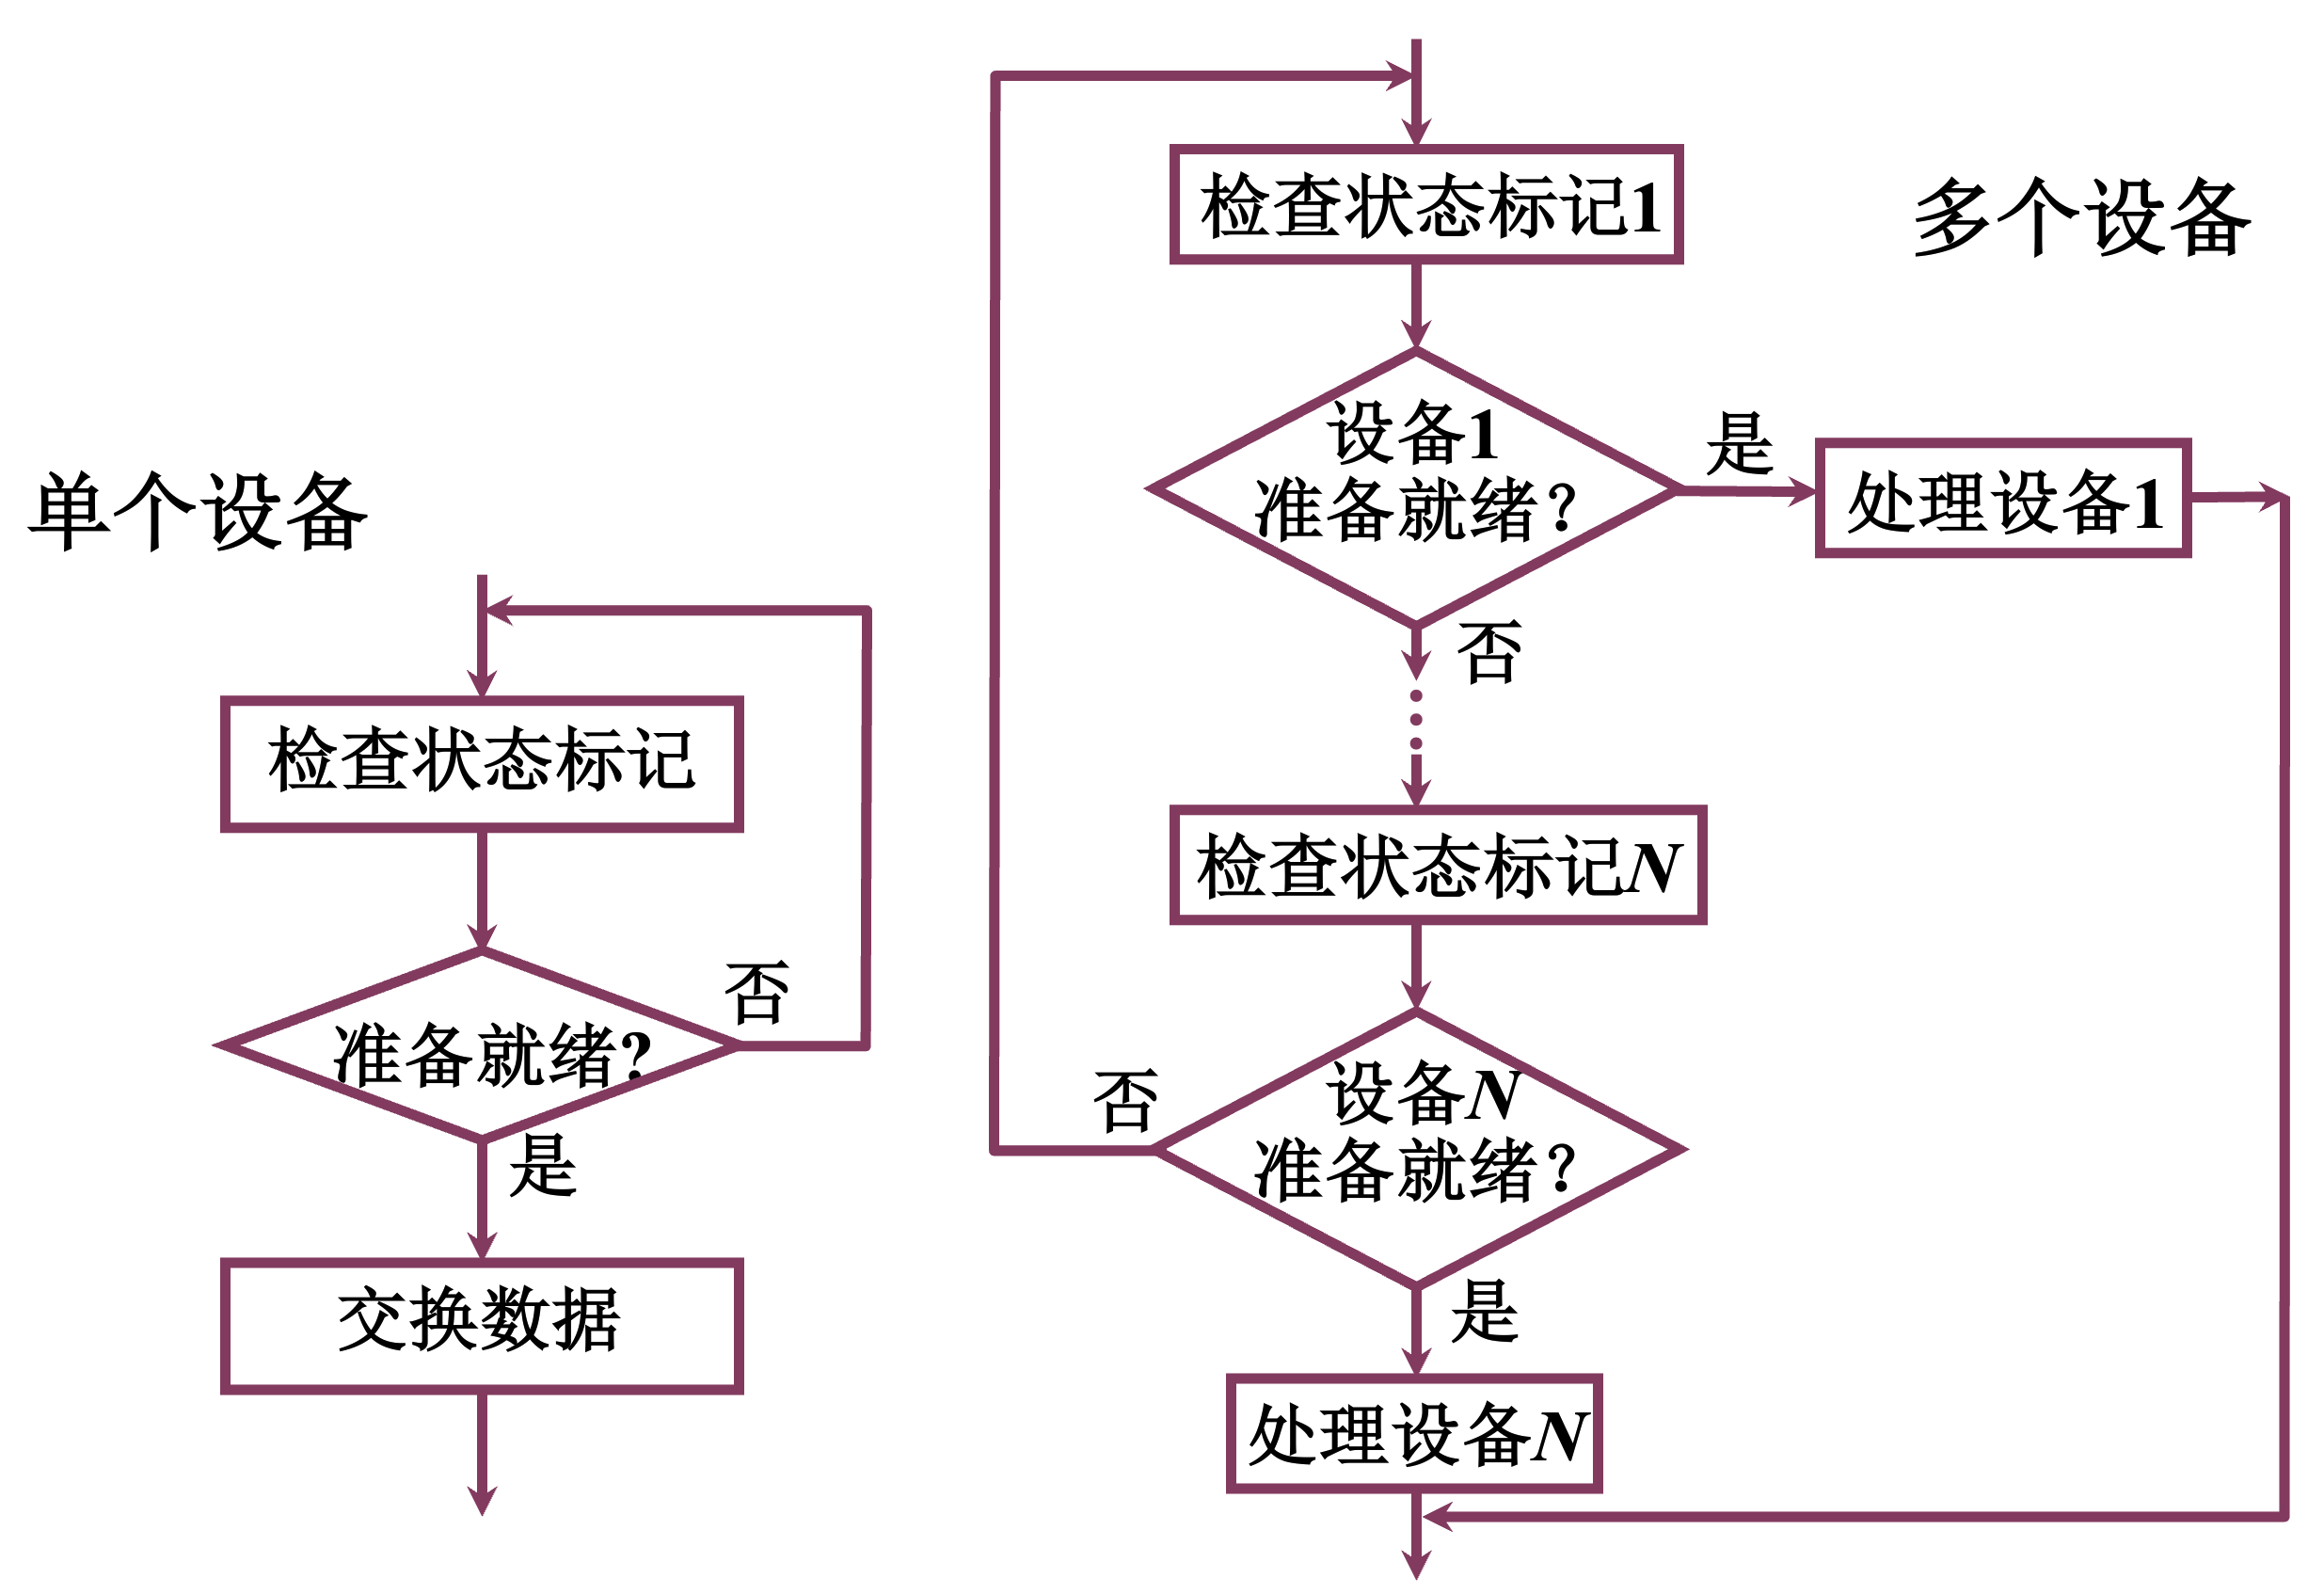 单个设备
检查状态标记
准备就绪?
否
是
交换数据
多个设备
检查状态标记1
设备1
准备就绪?
是
处理设备1
否
检查状态标记N
设备N
准备就绪?
否
是
处理设备N